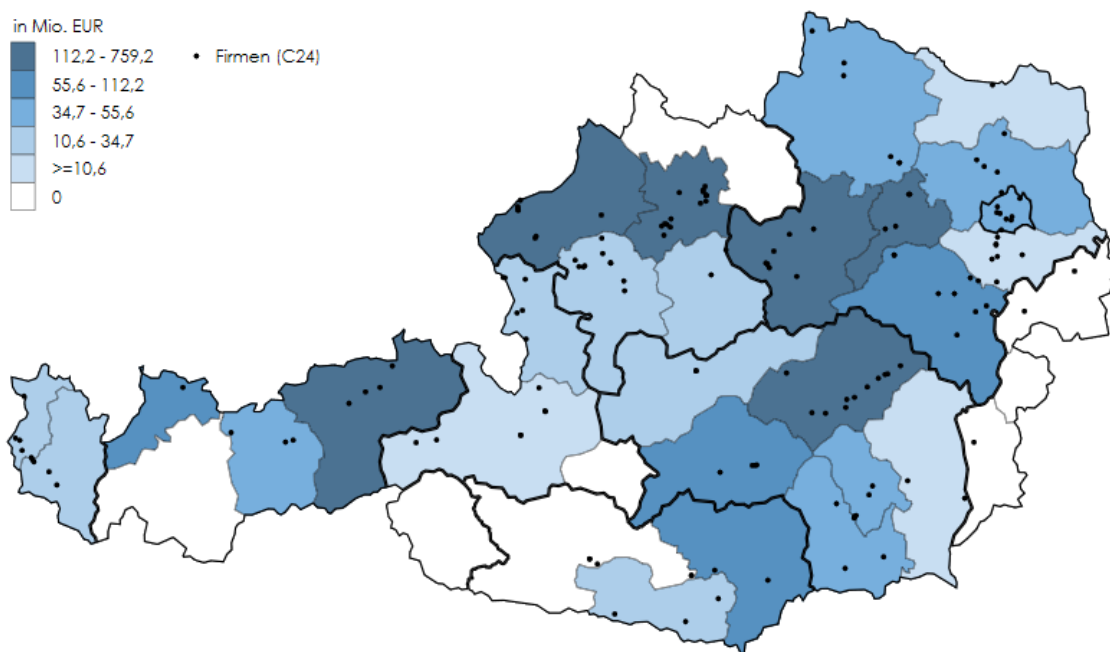 in Mio. EUR
112,2 - 759,2
• Firmen (C24)
55,6 - 112,2
34,7 - 55,6
10,6 - 34,7
>=10,6
0